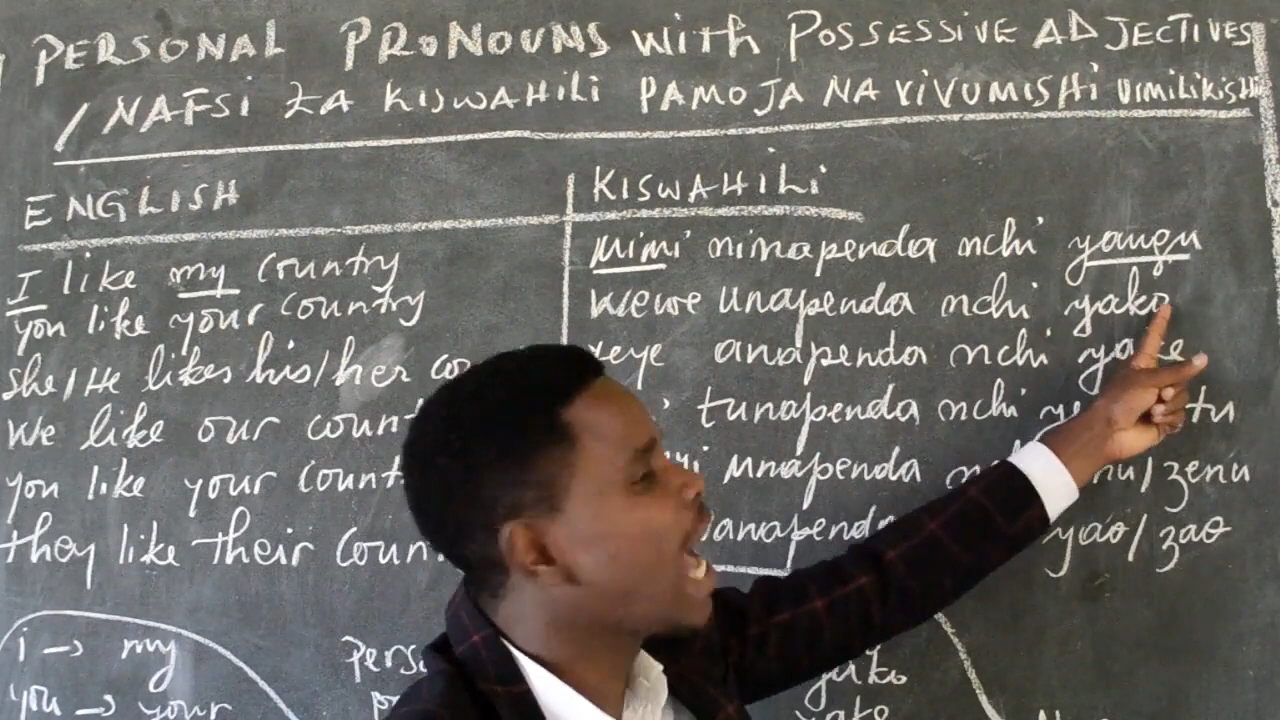 PERSONAL PRONOUNS with POSSESSIVE ADJECTIVES
/NAFSI ZA KISWAHILI PAMOJA NA VIVUMISHI VIMILIKISHI
ENGLISH
I like my country
you like your country
she/He likes his/her
We like our
you like your
they like their
KISWAHILI
Mimi ninapenda nchi yangu
Wewe unapenda nchi yako
anapenda nchi
tunapenda nchi
mnapenda /zenu
wanapenda yao/zao
i → my
you → your
yako